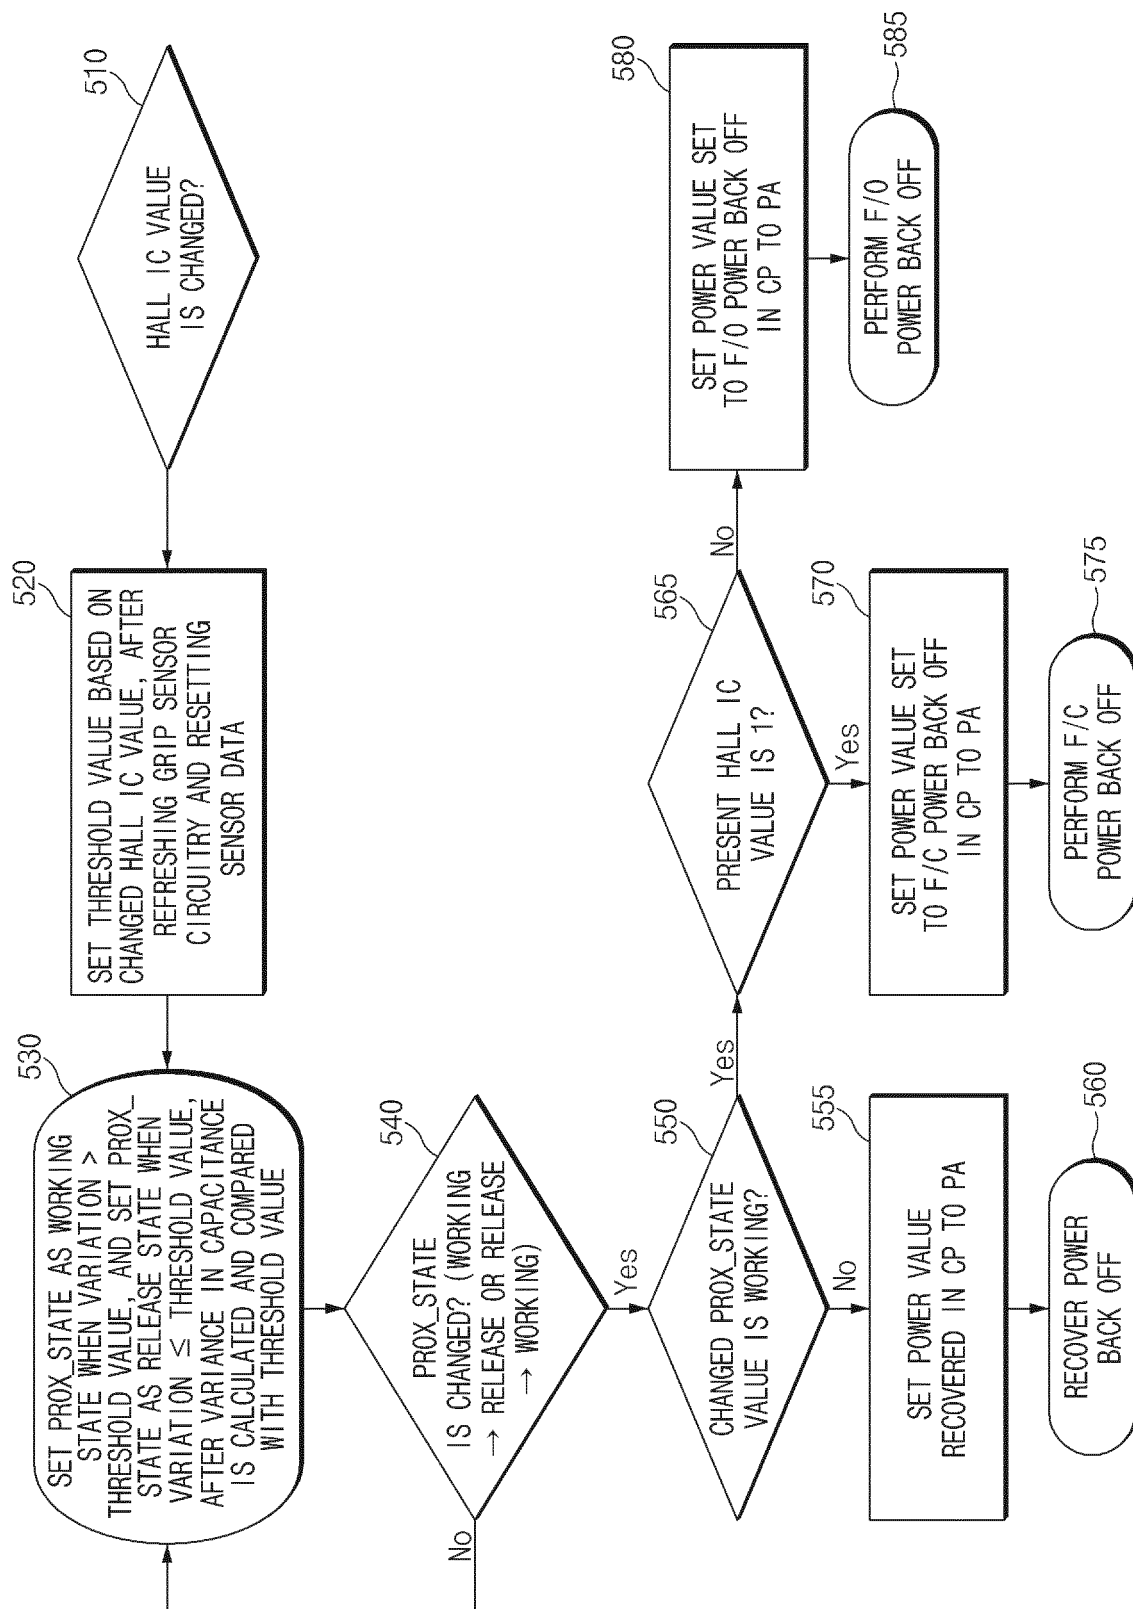 510
HALL IC VALUE
IS CHANGED?
520
SET THRESHOLD VALUE BASED ON
CHANGED HALL IC VALUE, AFTER
REFRESHING GRIP SENSOR
CIRCUITRY AND RESETTING
SENSOR DATA
530
SET PROX_STATE AS WORKING
STATE WHEN VARIATION >
THRESHOLD VALUE, AND SET PROX_
STATE AS RELEASE STATE WHEN
VARIATION ≤ THRESHOLD VALUE,
AFTER VARIANCE IN CAPACITANCE
IS CALCULATED AND COMPARED
WITH THRESHOLD VALUE
540
PROX_STATE
IS CHANGED? (WORKING
→ RELEASE OR RELEASE
→ WORKING)
No
Yes
550
CHANGED PROX_STATE
VALUE IS WORKING?
Yes
No
555
SET POWER VALUE
RECOVERED IN CP TO PA
560
RECOVER POWER
BACK OFF
565
PRESENT HALL IC
VALUE IS 1?
No
Yes
570
SET POWER VALUE SET
TO F/C POWER BACK OFF
IN CP TO PA
575
PERFORM F/C
POWER BACK OFF
580
SET POWER VALUE SET
TO F/O POWER BACK OFF
IN CP TO PA
585
PERFORM F/O
POWER BACK OFF